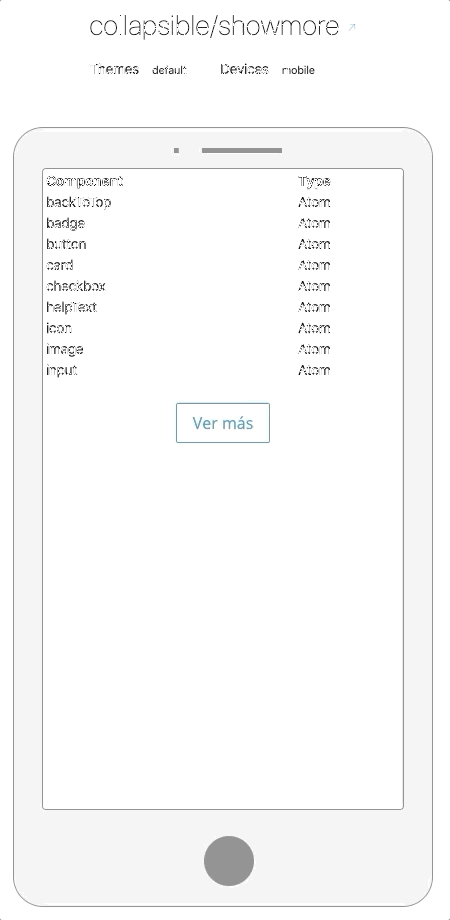 collapsible/showmore
Themes default Devices mobile
Component Type
backToTop Atom
badge Atom
button Atom
card Atom
checkbox Atom
helpText Atom
icon Atom
image Atom
input Atom
Ver más